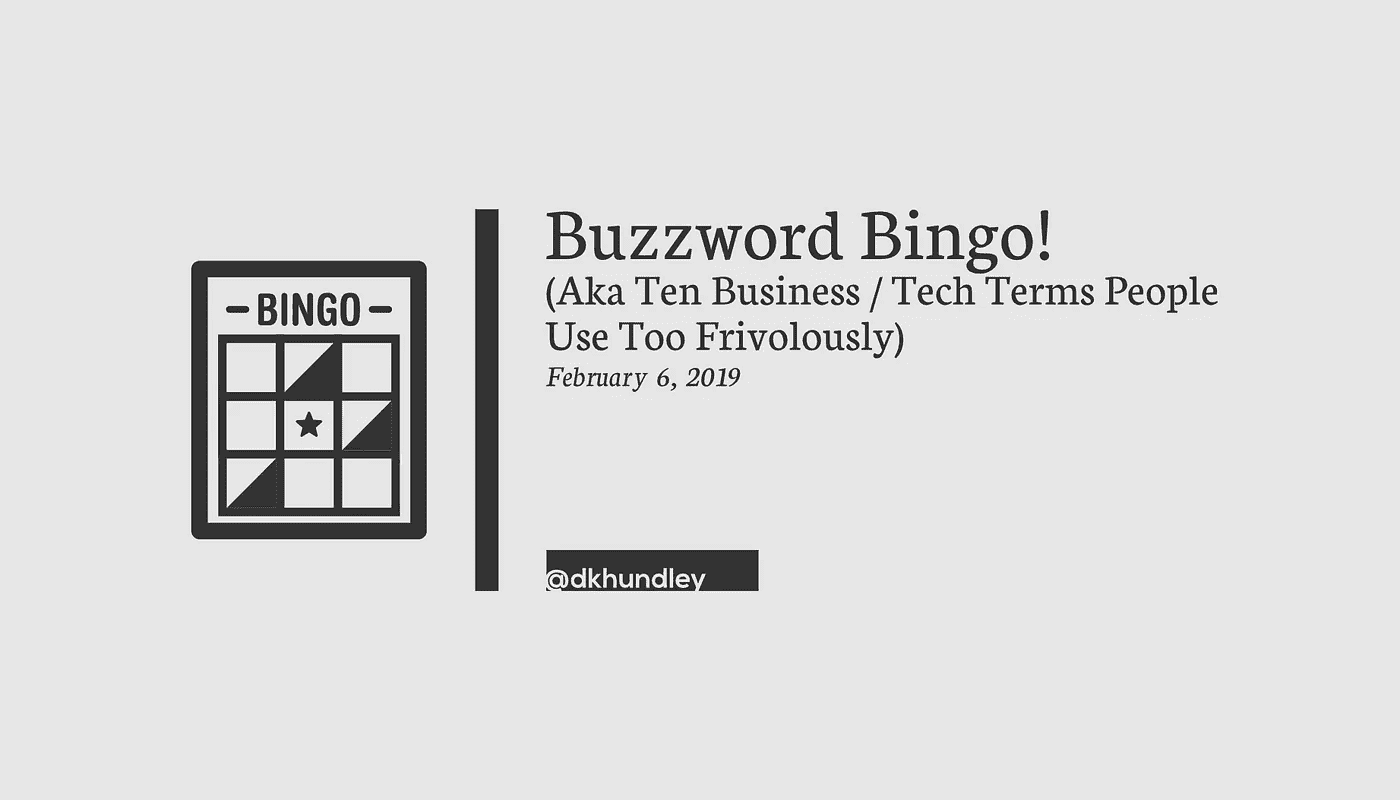 – BINGO –
Buzzword Bingo!
(Aka Ten Business / Tech Terms People
Use Too Frivolously)
February 6, 2019
@dkhundley